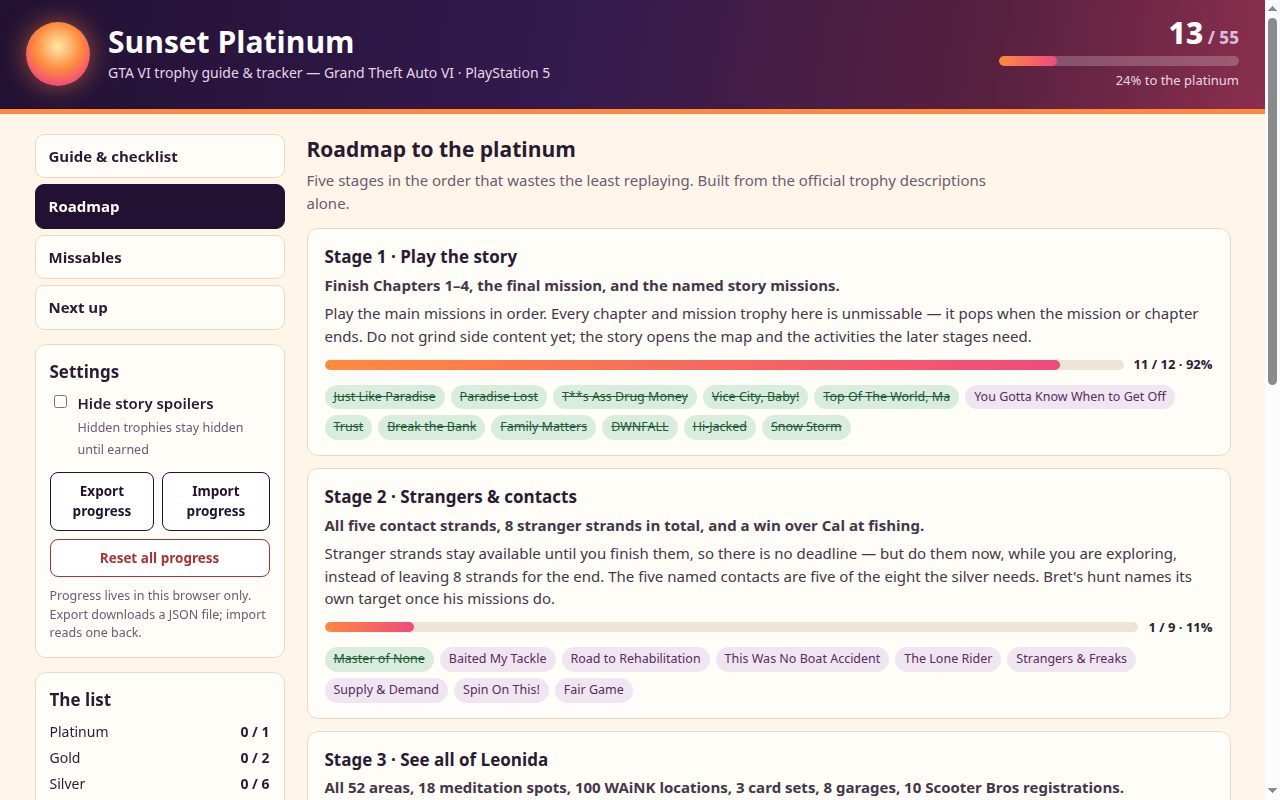 Sunset Platinum
GTA VI trophy guide & tracker — Grand Theft Auto VI · PlayStation 5
13 / 55
24% to the platinum
Guide & checklist
Roadmap
Missables
Next up
Settings
Hide story spoilers
Hidden trophies stay hidden
until earned
Export
progress
Import
progress
Reset all progress
Progress lives in this browser only.
Export downloads a JSON file; import
reads one back.
The list
Platinum 0 / 1
Gold 0 / 2
Silver 0 / 6
Roadmap to the platinum
Five stages in the order that wastes the least replaying. Built from the official trophy descriptions
alone.
Stage 1 · Play the story
Finish Chapters 1–4, the final mission, and the named story missions.
Play the main missions in order. Every chapter and mission trophy here is unmissable — it pops when the mission or chapter
ends. Do not grind side content yet; the story opens the map and the activities the later stages need.
11 / 12 · 92%
Just Like Paradise Paradise Lost T**s Ass Drug Money Vice City, Baby! Top Of The World, Ma You Gotta Know When to Get Off
Trust Break the Bank Family Matters DWNFALL Hi-Jacked Snow Storm
Stage 2 · Strangers & contacts
All five contact strands, 8 stranger strands in total, and a win over Cal at fishing.
Stranger strands stay available until you finish them, so there is no deadline — but do them now, while you are exploring,
instead of leaving 8 strands for the end. The five named contacts are five of the eight the silver needs. Bret's hunt names its
own target once his missions do.
1 / 9 · 11%
Master of None Baited My Tackle Road to Rehabilitation This Was No Boat Accident The Lone Rider Strangers & Freaks
Supply & Demand Spin On This! Fair Game
Stage 3 · See all of Leonida
All 52 areas, 18 meditation spots, 100 WAiNK locations, 3 card sets, 8 garages, 10 Scooter Bros registrations.